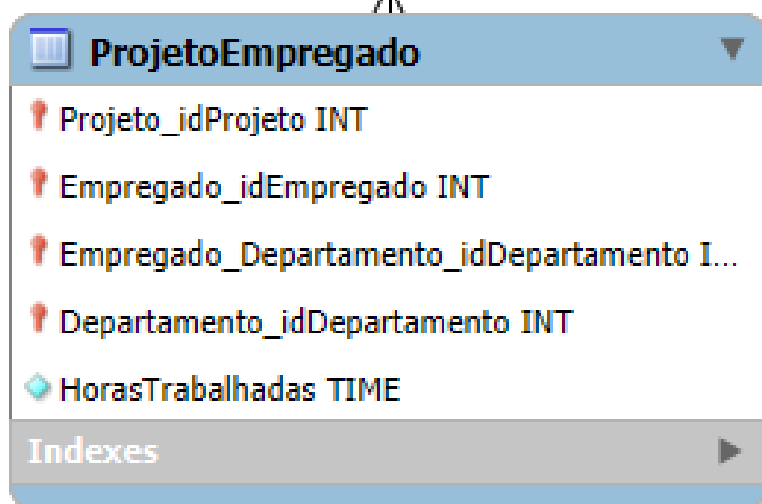 ProjetoEmpregado
Projeto_idProjeto INT
Empregado_idEmpregado INT
Empregado_Departamento_idDepartamento I...
Departamento_idDepartamento INT
HorasTrabalhadas TIME
Indexes